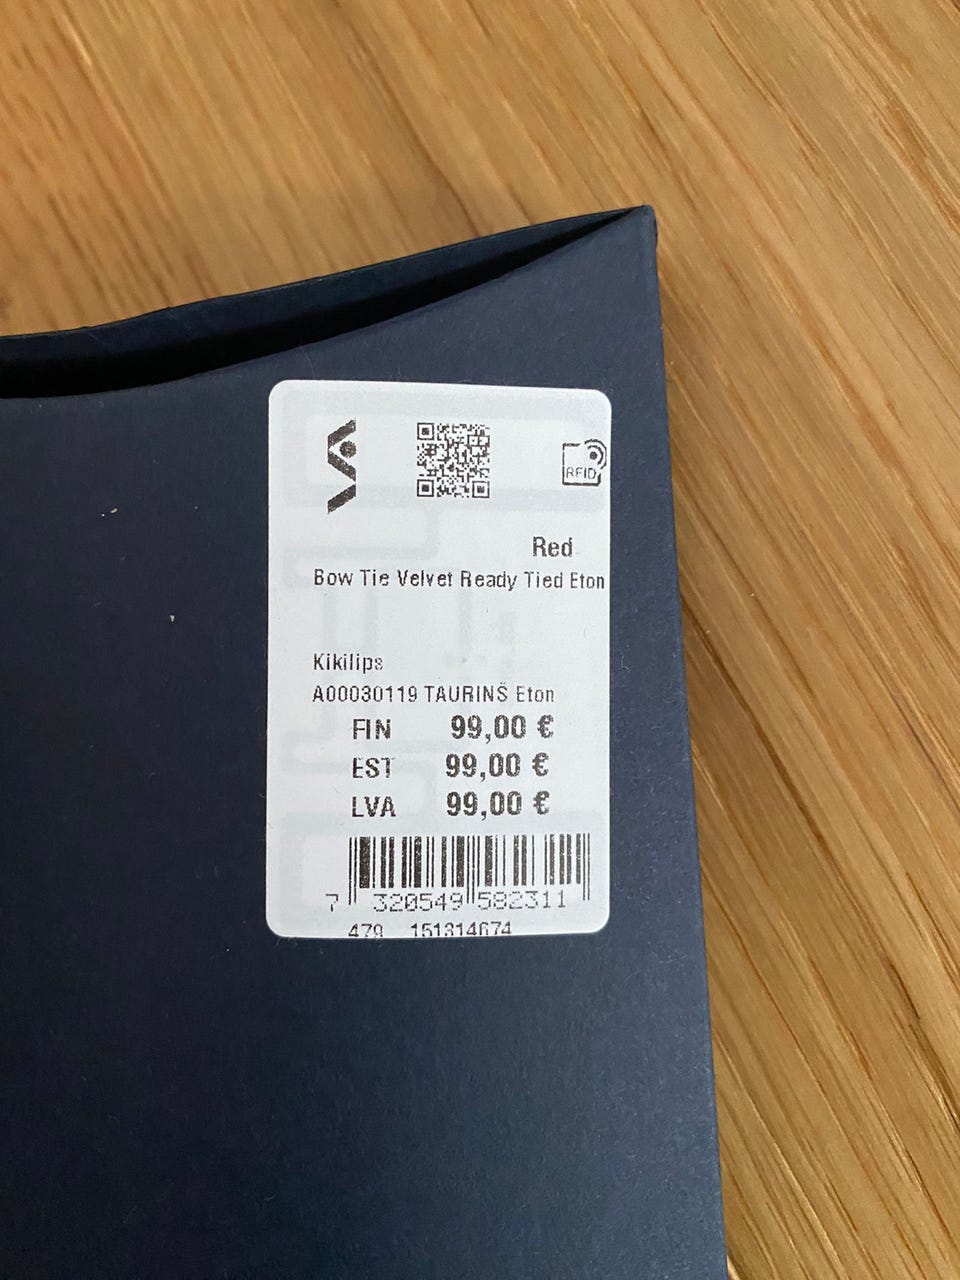 RFID
Red
Bow Tie Velvet Ready Tied Eton
Kikilips
A00030119 TAURINŠ Eton
FIN 99,00 €
EST 99,00 €
LVA 99,00 €
7 320549 582311
479 151314674